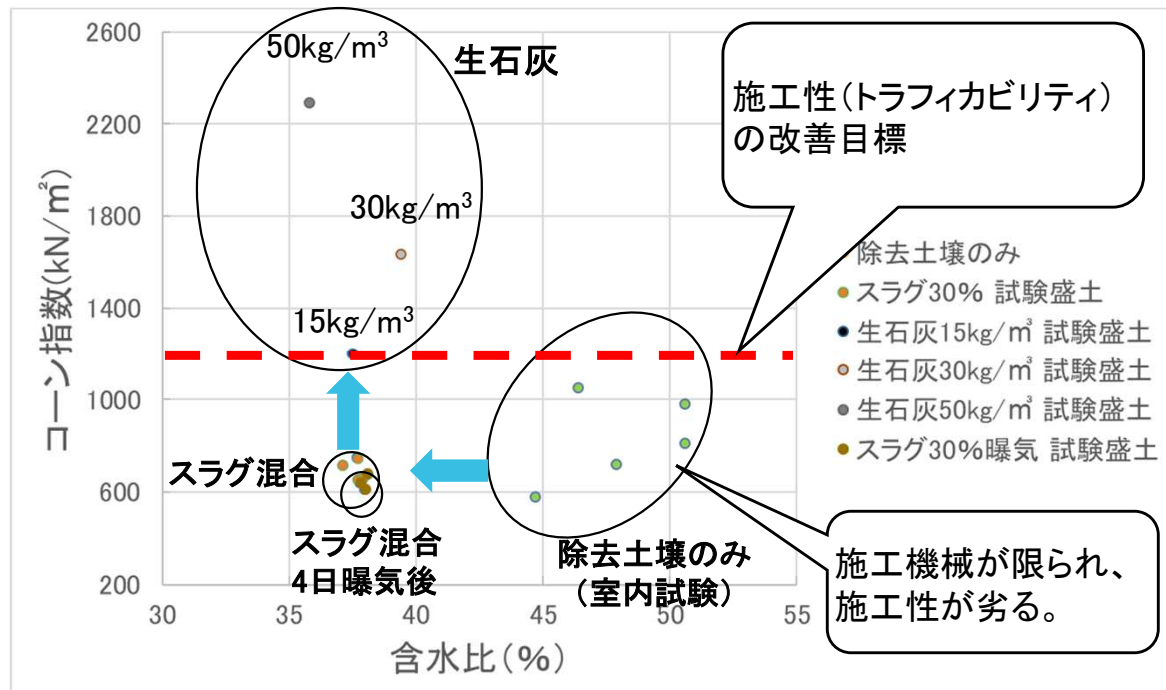 2600
2200
1800
1400
1000
600
200
30
35
40
45
50
55
コーン指数(kN/㎡)
含水比(%)
50kg/m³
生石灰
30kg/m³
15kg/m³
施工性(トラフィカビリティ)
の改善目標
除去土壌のみ
スラグ30% 試験盛土
生石灰15kg/㎥ 試験盛土
生石灰30kg/㎥ 試験盛土
生石灰50kg/㎥ 試験盛土
スラグ30%曝気 試験盛土
スラグ混合
スラグ混合
4日曝気後
除去土壌のみ
(室内試験)
施工機械が限られ、
施工性が劣る。